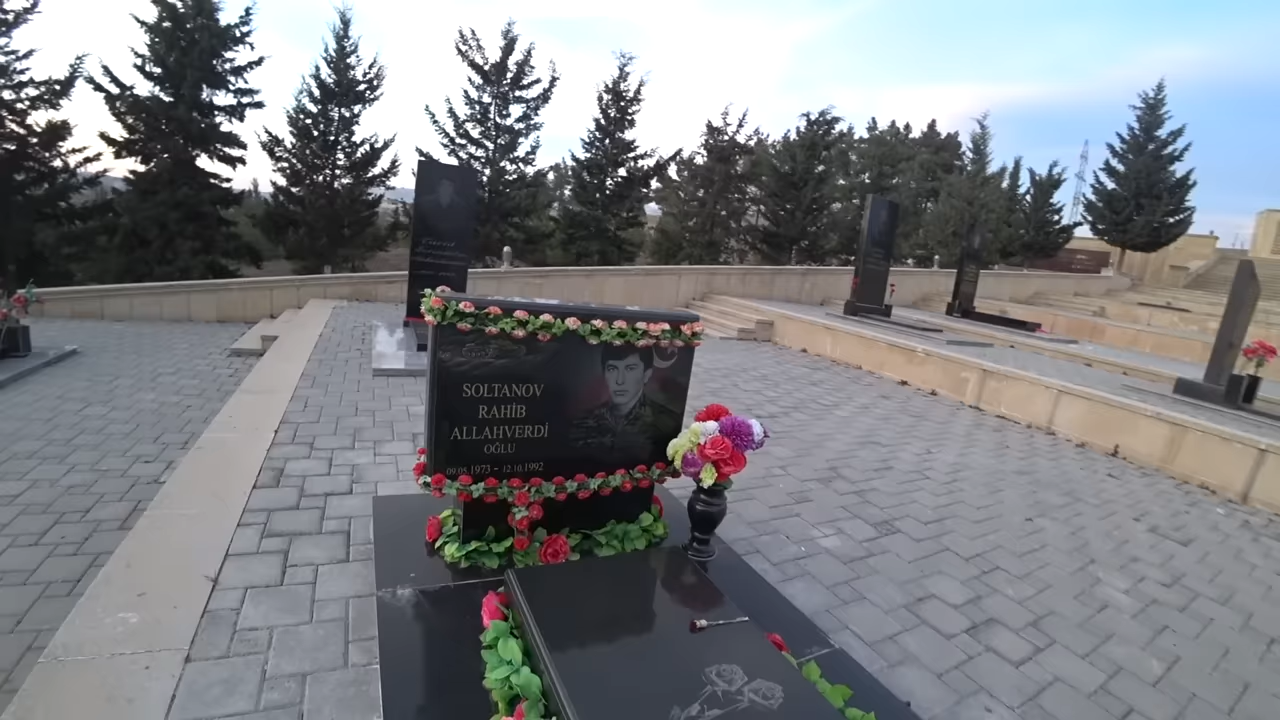 SOLTANOV
RAHİB
ALLAHVERDİ
OĞLU
09.05.1973 - 12.10.1992